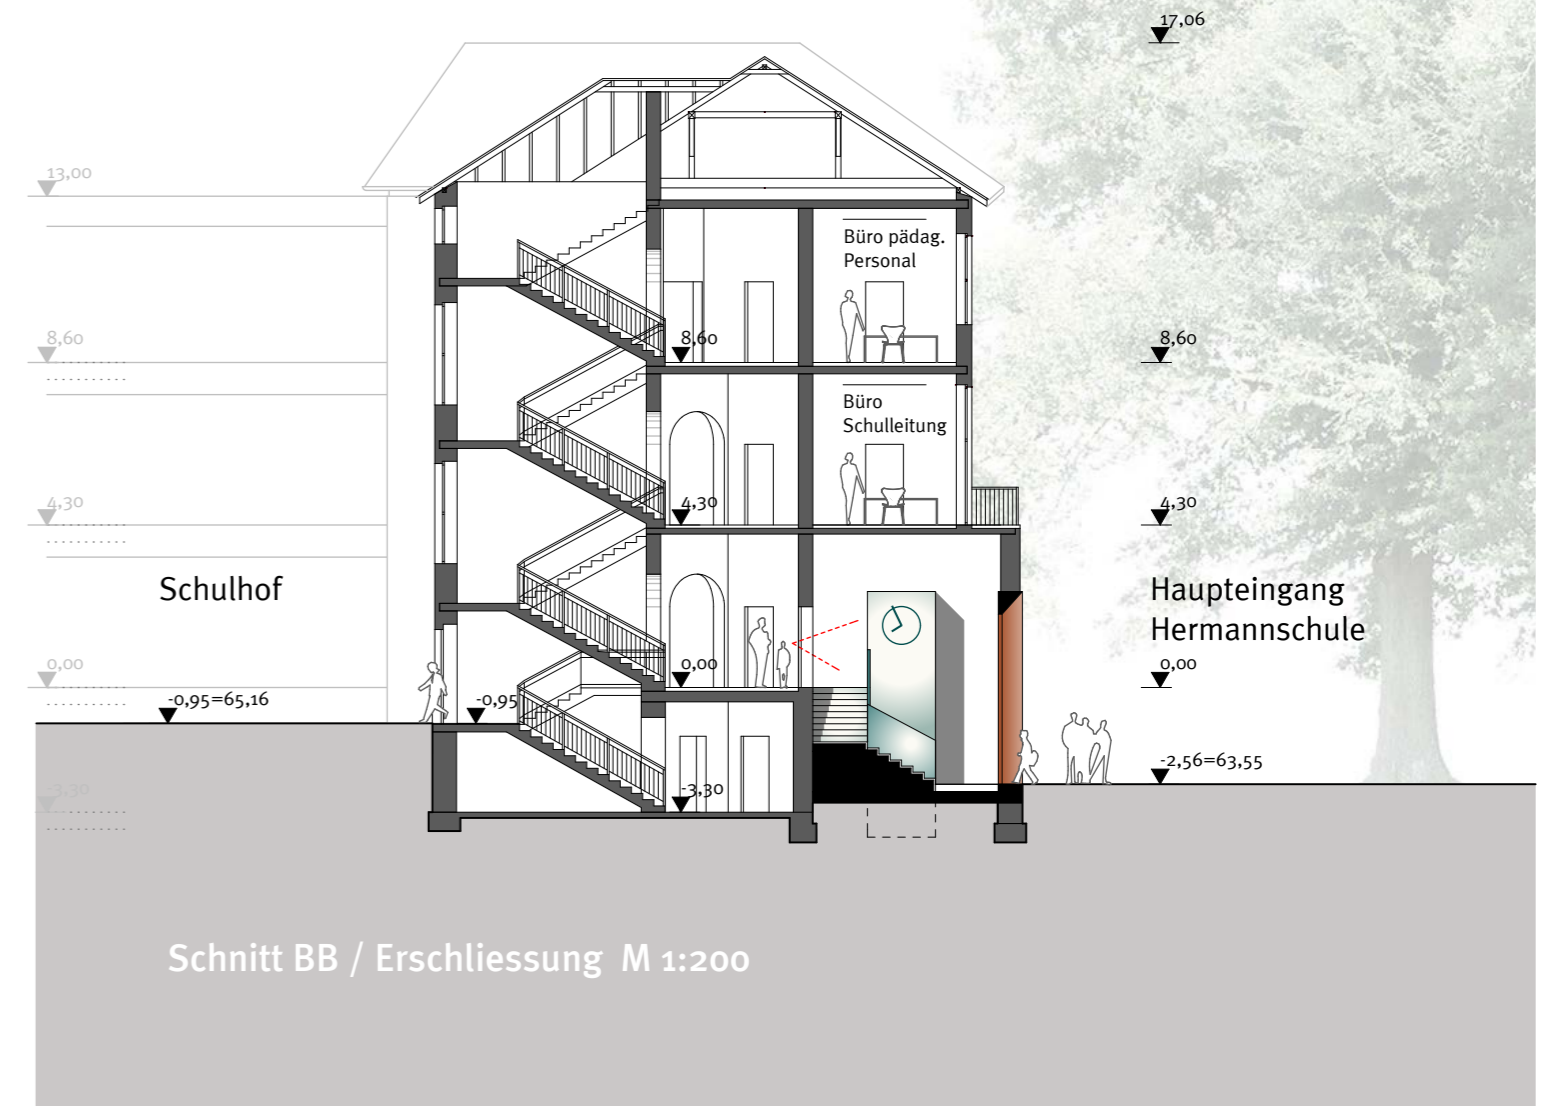 17,06
13,00
Büro pädag.
Personal
8,60
8,60
8,60
Büro
Schulleitung
4,30
4,30
4,30
Schulhof
Haupteingang
Hermannschule
0,00
0,00
0,00
-0,95=65,16
-0,95
-2,56=63,55
-3,30
-3,30
Schnitt BB / Erschliessung M 1:200